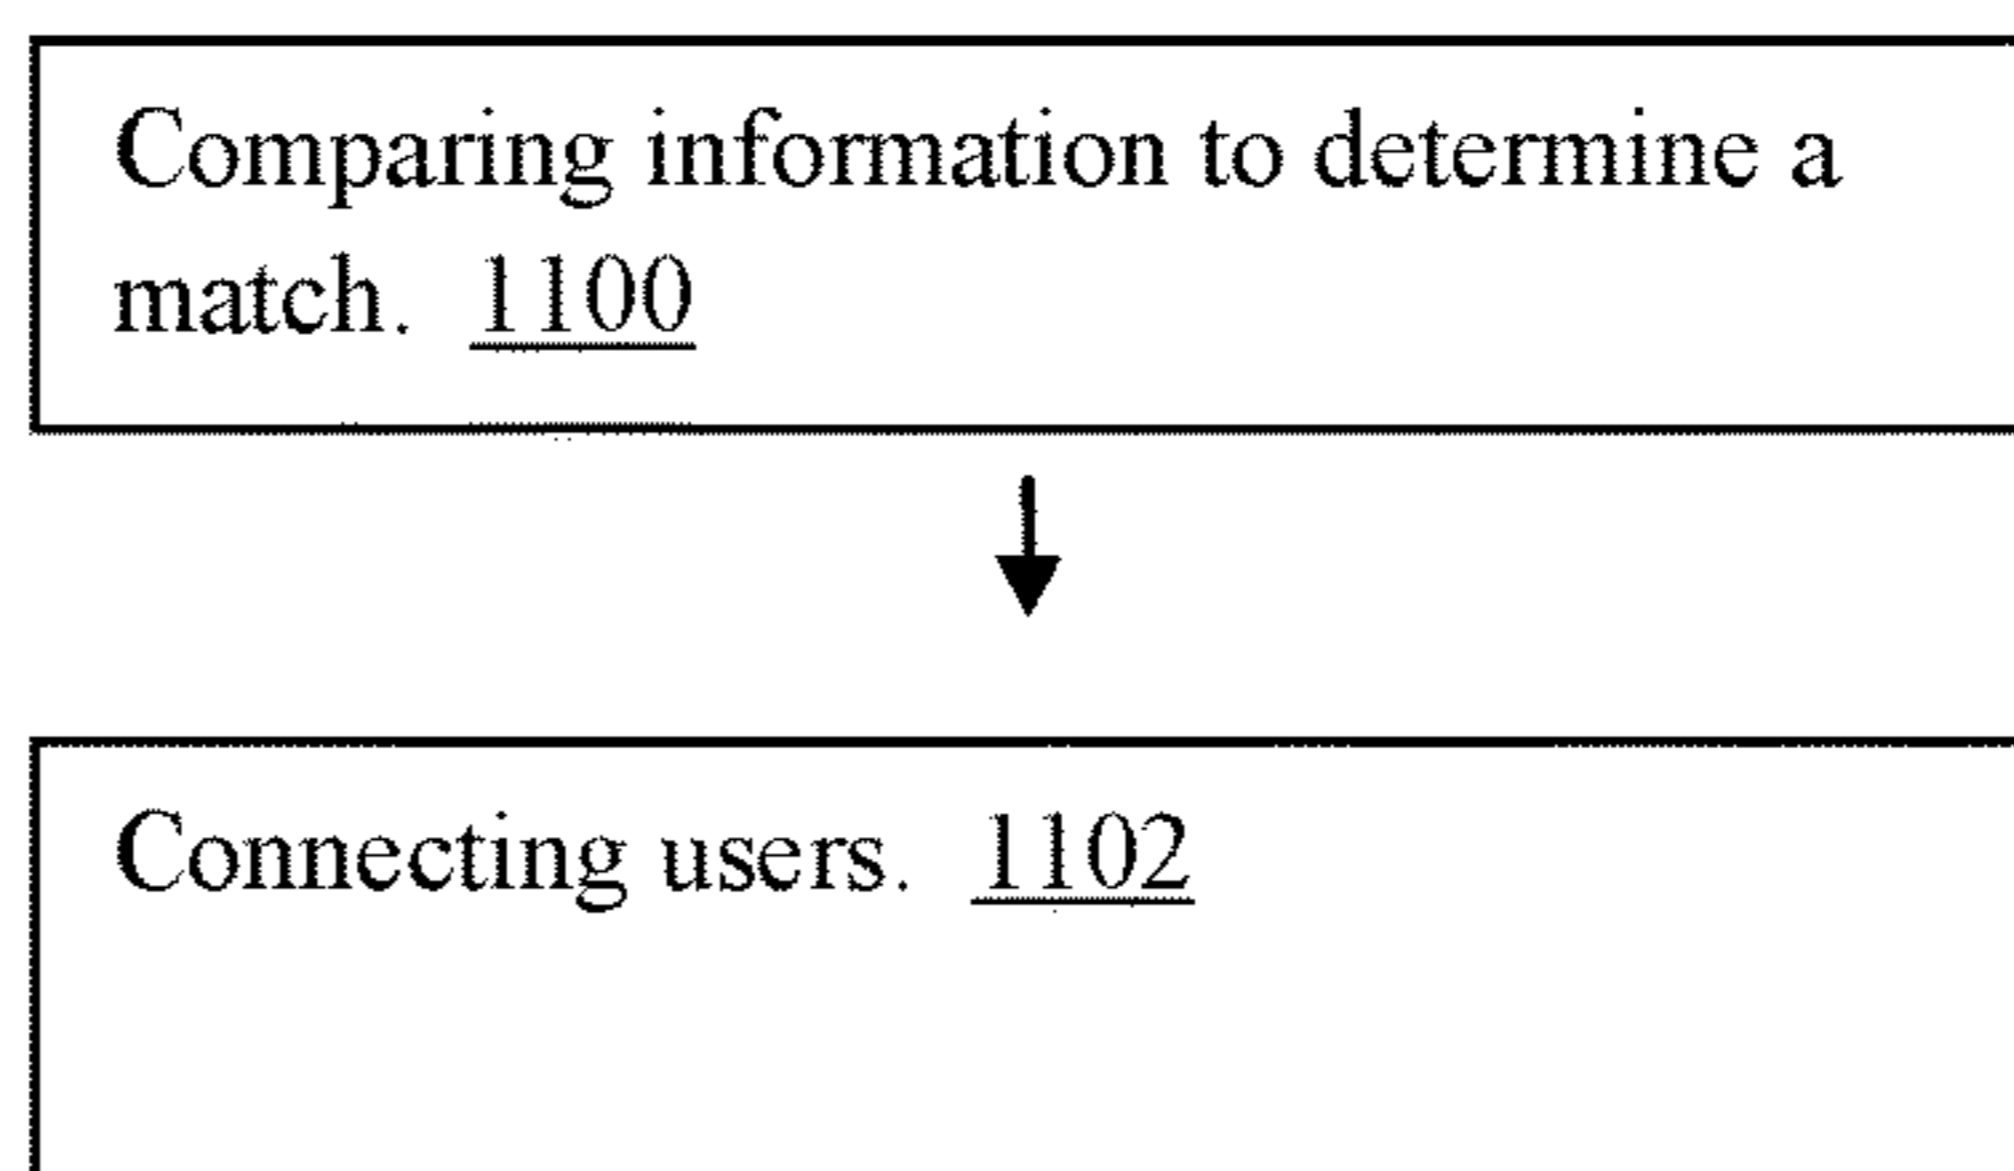 Comparing information to determine a
match. 1100
Connecting users. 1102